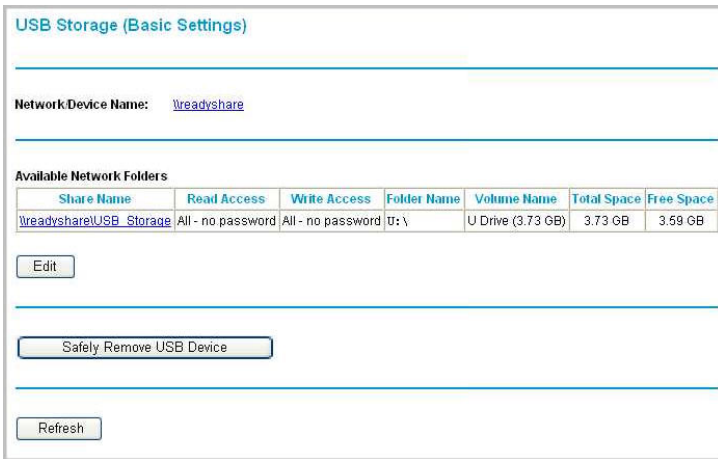 USB Storage (Basic Settings)
Network/Device Name: \\readyshare
Available Network Folders
Share Name Read Access Write Access Folder Name Volume Name Total Space Free Space
\\readyshare\USB_Storage All - no password All - no password U:\ U Drive (3.73 GB) 3.73 GB 3.59 GB
Edit
Safely Remove USB Device
Refresh